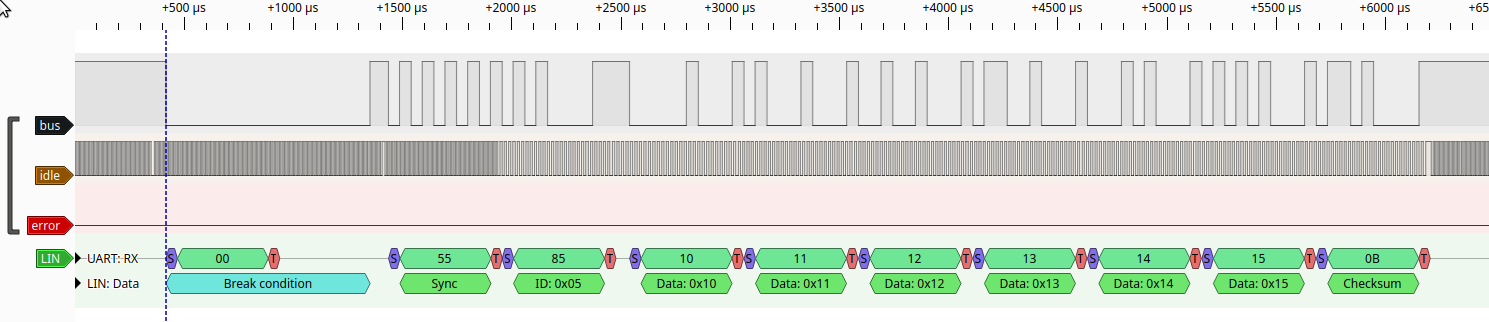 +500 µs +1000 µs +1500 µs +2000 µs +2500 µs +3000 µs +3500 µs +4000 µs +4500 µs +5000 µs +5500 µs +6000 µs +65
bus
idle
error
LIN UART: RX S 00 T S 55 T S 85 T S 10 T S 11 T S 12 T S 13 T S 14 T S 15 T S 0B T
LIN: Data Break condition Sync ID: 0x05 Data: 0x10 Data: 0x11 Data: 0x12 Data: 0x13 Data: 0x14 Data: 0x15 Checksum